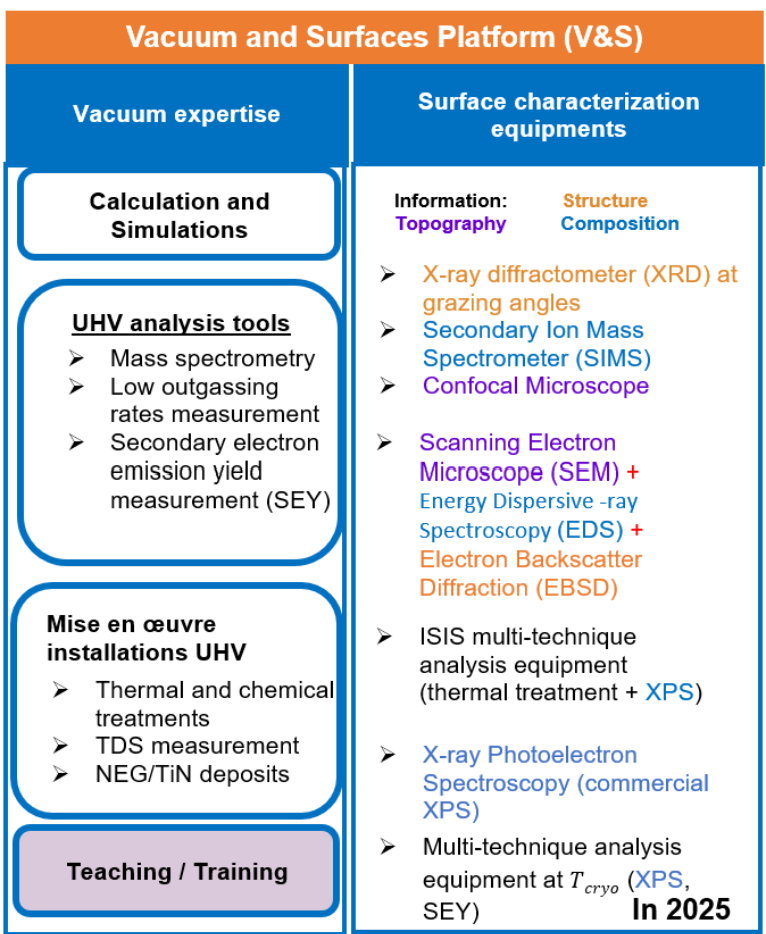 Vacuum and Surfaces Platform (V&S)
Vacuum expertise
Calculation and
Simulations
UHV analysis tools
➢ Mass spectrometry
➢ Low outgassing
rates measurement
➢ Secondary electron
emission yield
measurement (SEY)
Mise en œuvre
installations UHV
➢ Thermal and chemical
treatments
➢ TDS measurement
➢ NEG/TiN deposits
Teaching / Training
Surface characterization
equipments
Information: Structure
Topography Composition
➢ X-ray diffractometer (XRD) at
grazing angles
➢ Secondary Ion Mass
Spectrometer (SIMS)
➢ Confocal Microscope
➢ Scanning Electron
Microscope (SEM) +
Energy Dispersive -ray
Spectroscopy (EDS) +
Electron Backscatter
Diffraction (EBSD)
➢ ISIS multi-technique
analysis equipment
(thermal treatment + XPS)
➢ X-ray Photoelectron
Spectroscopy (commercial
XPS)
➢ Multi-technique analysis
equipment at T_cryo (XPS,
SEY) In 2025